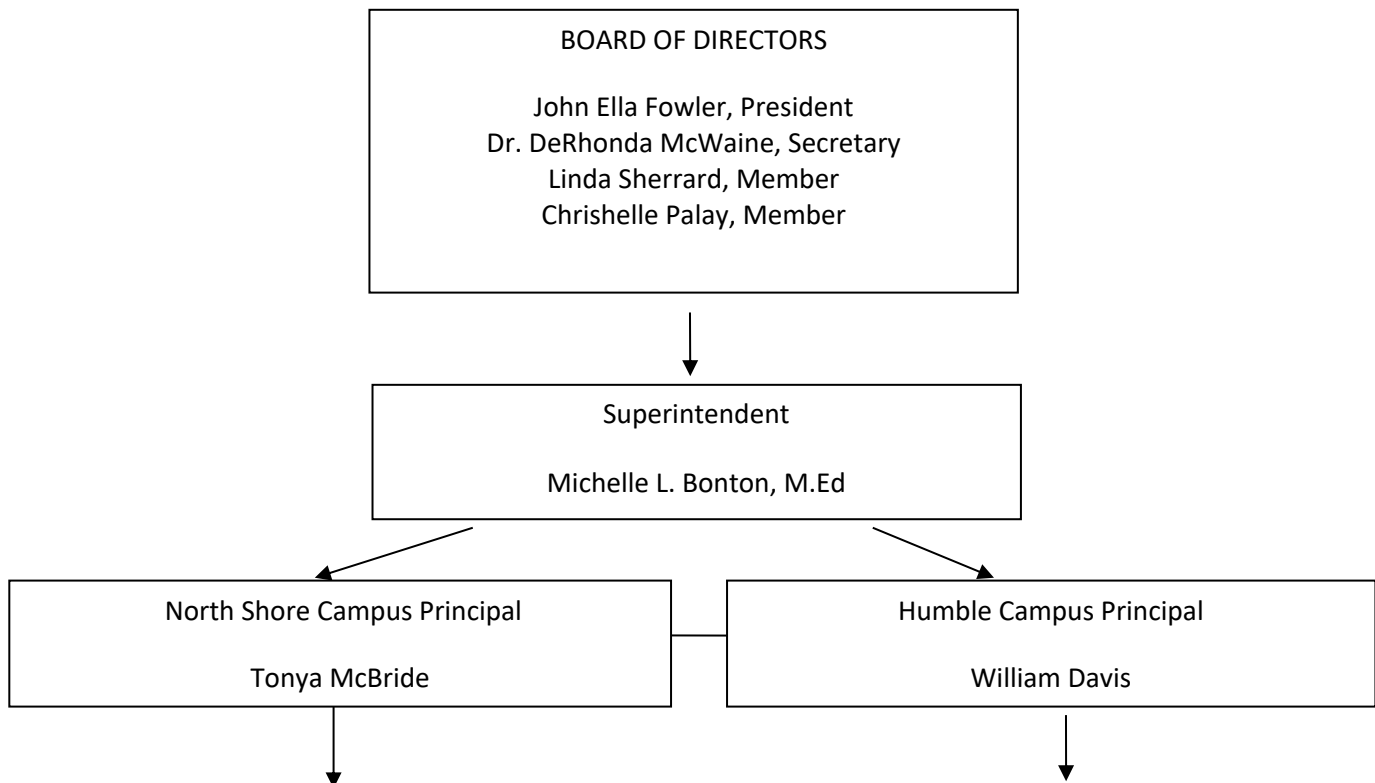 BOARD OF DIRECTORS
John Ella Fowler, President
Dr. DeRhonda McWaine, Secretary
Linda Sherrard, Member
Chrishelle Palay, Member
Superintendent
Michelle L. Bonton, M.Ed
North Shore Campus Principal
Tonya McBride
Humble Campus Principal
William Davis